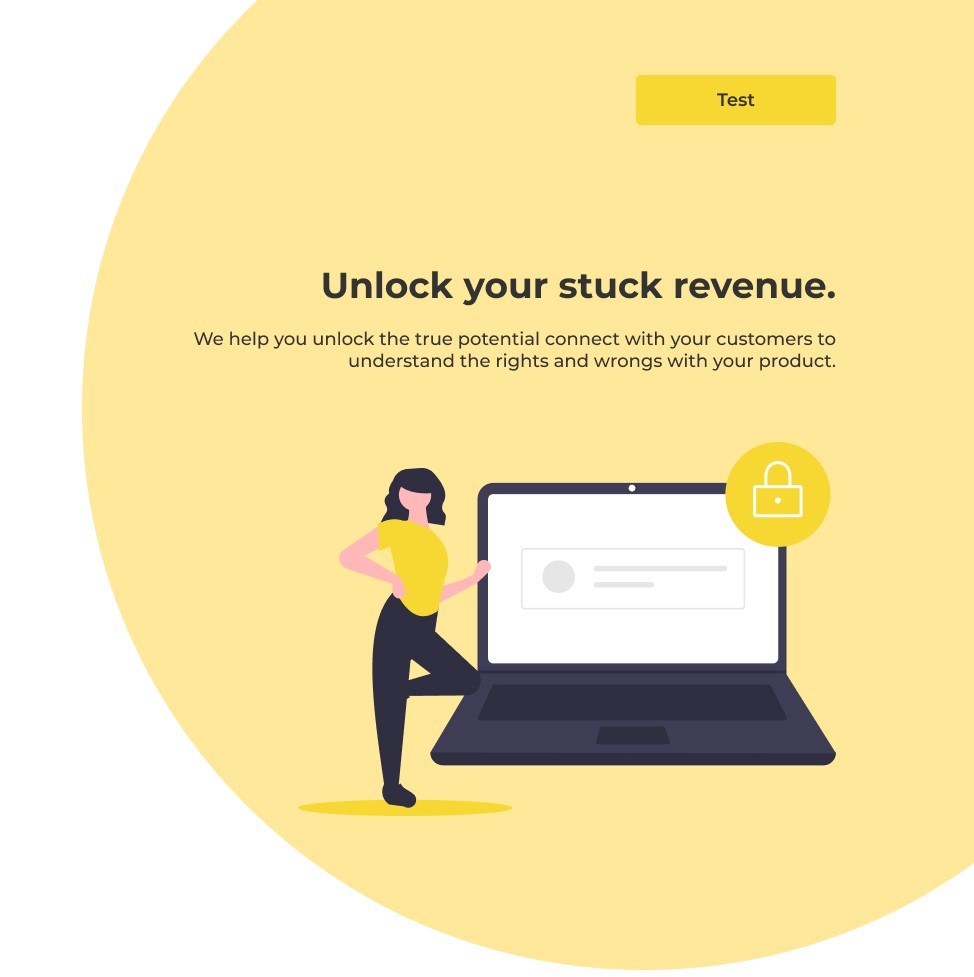 Test
Unlock your stuck revenue.
We help you unlock the true potential connect with your customers to
understand the rights and wrongs with your product.